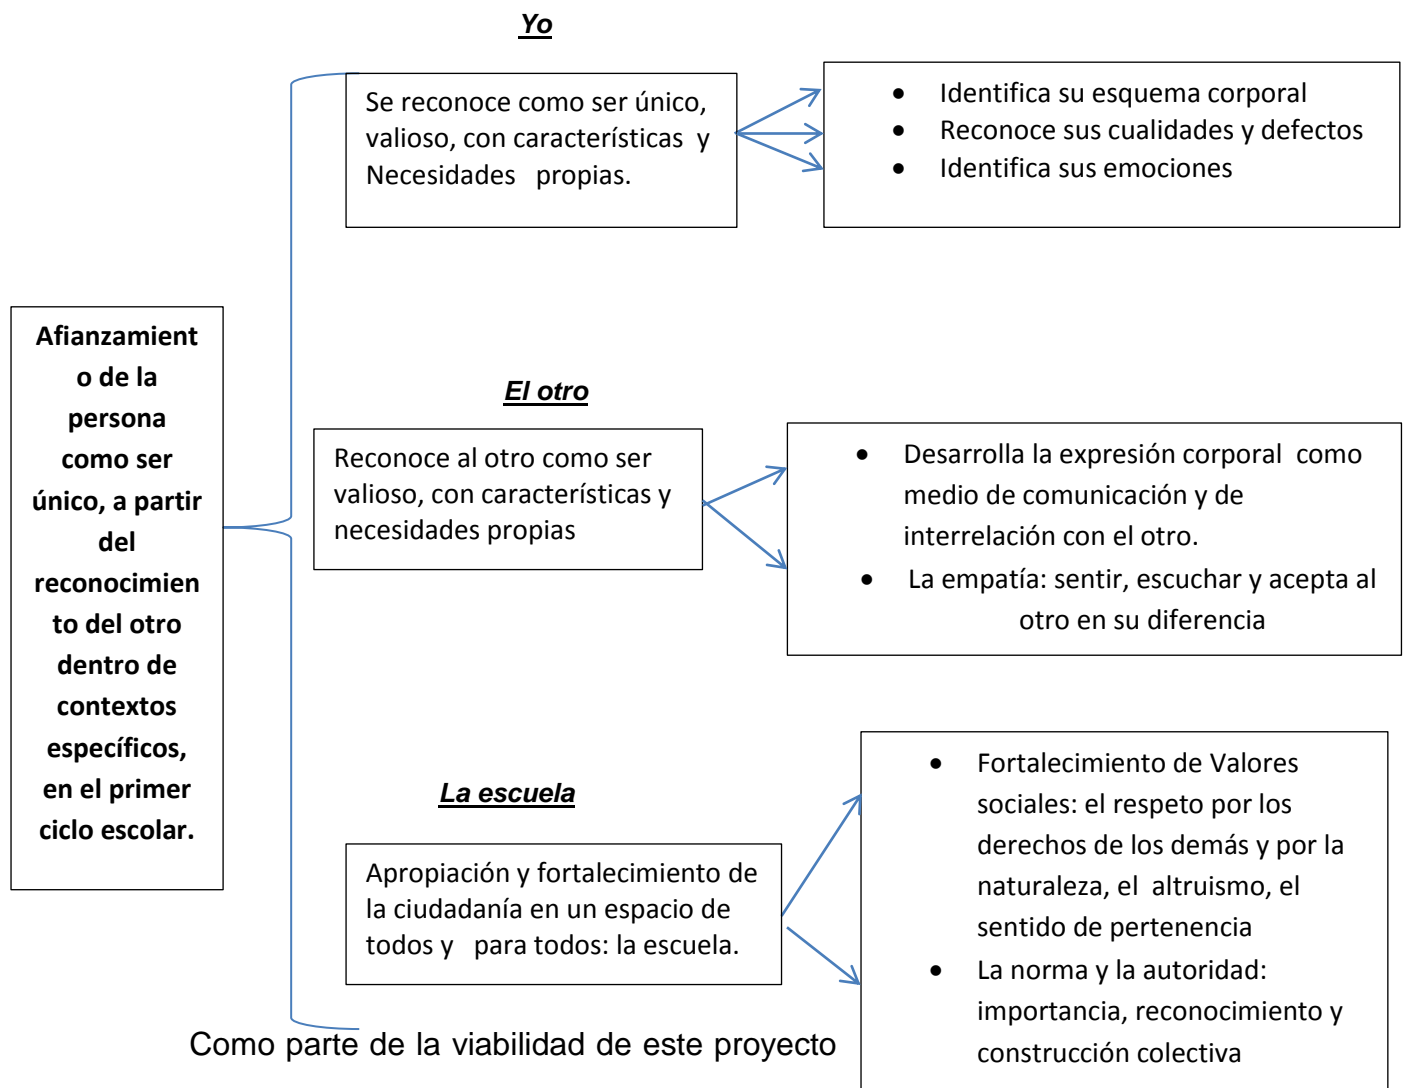 Yo
Se reconoce como ser único,
valioso, con características y
Necesidades propias.
• Identifica su esquema corporal
• Reconoce sus cualidades y defectos
• Identifica sus emociones
Afianzamient
o de la
persona
como ser
único, a partir
del
reconocimien
to del otro
dentro de
contextos
específicos,
en el primer
ciclo escolar.
El otro
Reconoce al otro como ser
valioso, con características y
necesidades propias
• Desarrolla la expresión corporal como
medio de comunicación y de
interrelación con el otro.
• La empatía: sentir, escuchar y acepta al
otro en su diferencia
La escuela
Apropiación y fortalecimiento de
la ciudadanía en un espacio de
todos y para todos: la escuela.
• Fortalecimiento de Valores
sociales: el respeto por los
derechos de los demás y por la
naturaleza, el altruismo, el
sentido de pertenencia
• La norma y la autoridad:
importancia, reconocimiento y
construcción colectiva
Como parte de la viabilidad de este proyecto